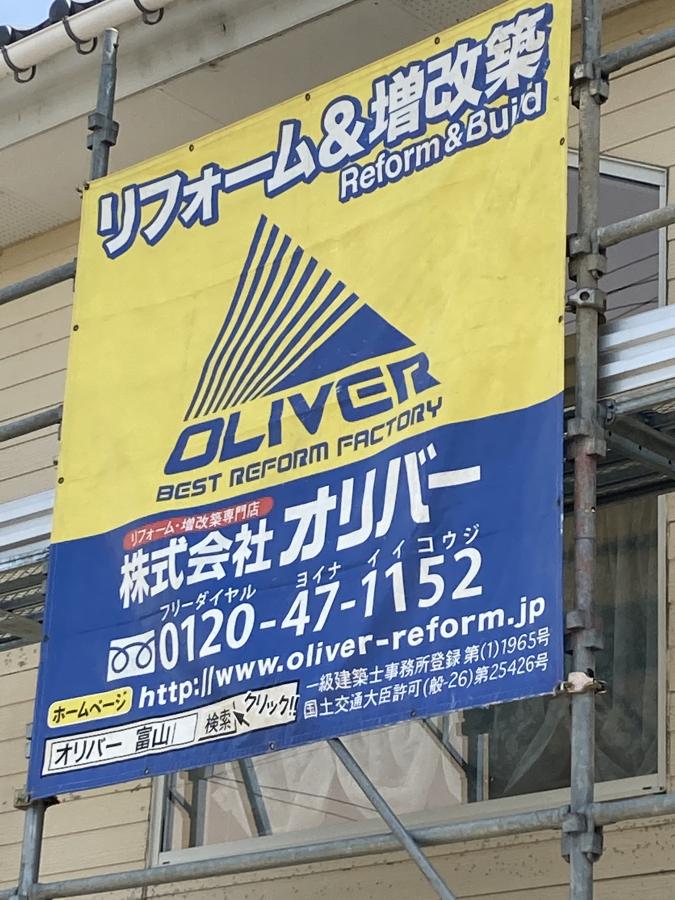 リフォーム&増改築
Reform&Build
OLIVER
BEST REFORM FACTORY
リフォーム・増改築専門店
株式会社オリバー
フリーダイヤル ヨイナ イイ コウジ
0120-47-1152
ホームページ http://www.oliver-reform.jp
一級建築士事務所登録 第(1)1965号
国土交通大臣許可(般-26)第25426号
オリバー 富山 検索 クリック!!